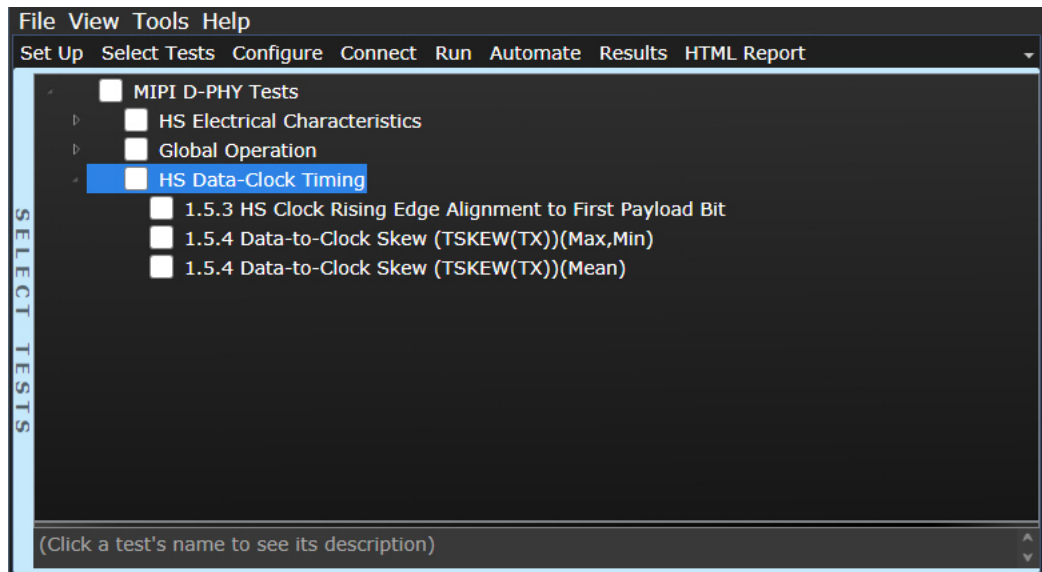 File View Tools Help
Set Up Select Tests Configure Connect Run Automate Results HTML Report
MIPI D-PHY Tests
HS Electrical Characteristics
Global Operation
HS Data-Clock Timing
1.5.3 HS Clock Rising Edge Alignment to First Payload Bit
1.5.4 Data-to-Clock Skew (TSKEW(TX))(Max,Min)
1.5.4 Data-to-Clock Skew (TSKEW(TX))(Mean)
SELECT TESTS
(Click a test's name to see its description)